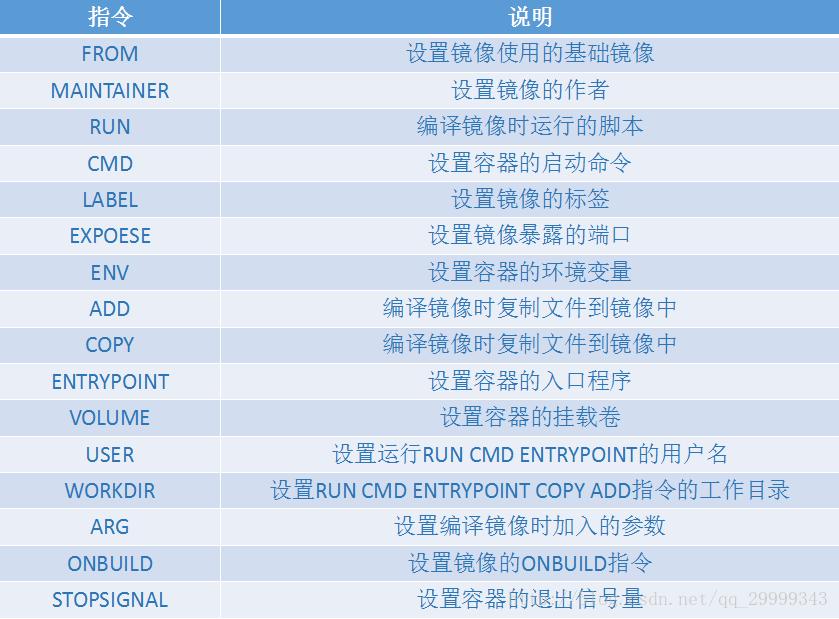 指令 说明
FROM 设置镜像使用的基础镜像
MAINTAINER 设置镜像的作者
RUN 编译镜像时运行的脚本
CMD 设置容器的启动命令
LABEL 设置镜像的标签
EXPOESE 设置镜像暴露的端口
ENV 设置容器的环境变量
ADD 编译镜像时复制文件到镜像中
COPY 编译镜像时复制文件到镜像中
ENTRYPOINT 设置容器的入口程序
VOLUME 设置容器的挂载卷
USER 设置运行RUN CMD ENTRYPOINT的用户名
WORKDIR 设置RUN CMD ENTRYPOINT COPY ADD指令的工作目录
ARG 设置编译镜像时加入的参数
ONBUILD 设置镜像的ONBUILD指令
STOPSIGNAL 设置容器的退出信号量
sdn.net/qq_29999343